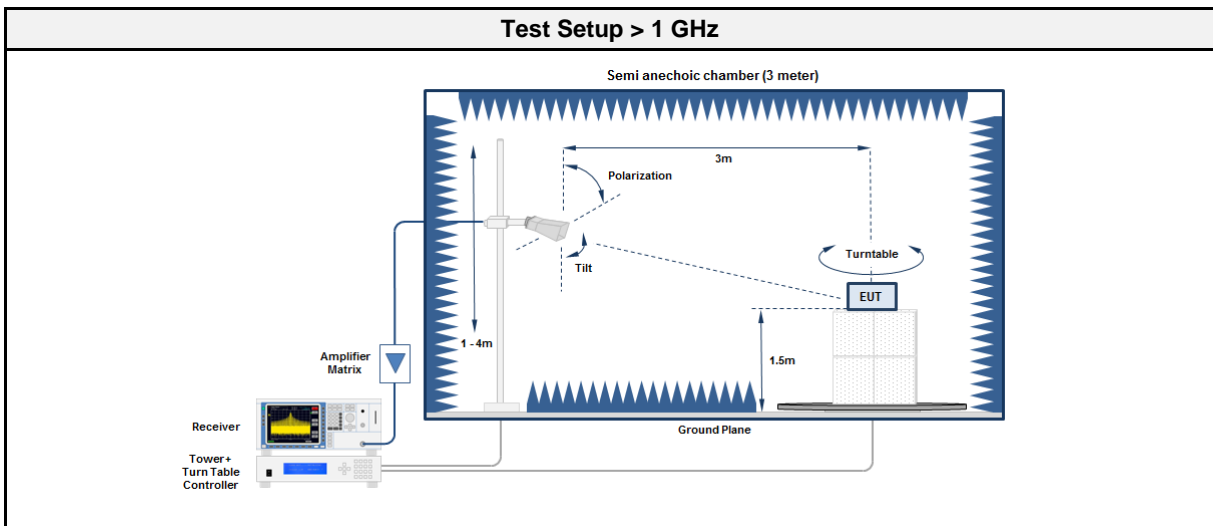 Test Setup > 1 GHz
Semi anechoic chamber (3 meter)
3m
Polarization
Turntable
Tilt
EUT
1 - 4m
1.5m
Amplifier
Matrix
Receiver
Ground Plane
Tower+
Turn Table
Controller